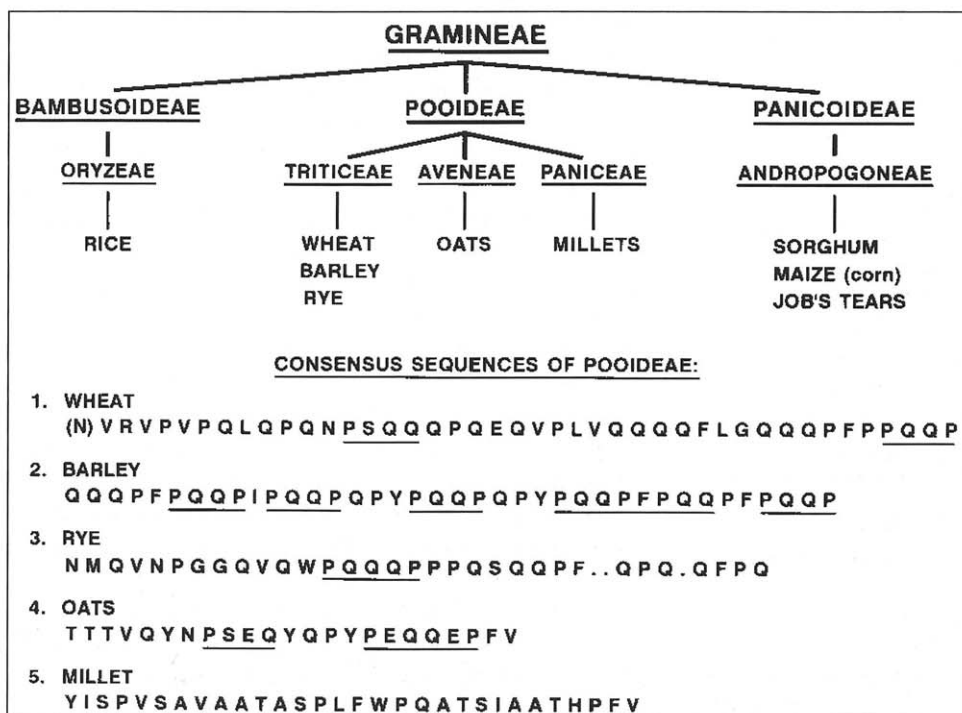 GRAMINEAE
BAMBUSOIDEAE POOIDEAE PANICOIDEAE
ORYZEAE TRITICEAE AVENEAE PANICEAE ANDROPOGONEAE
RICE WHEAT OATS MILLETS SORGHUM
BARLEY MAIZE (corn)
RYE JOB'S TEARS
CONSENSUS SEQUENCES OF POOIDEAE:
1. WHEAT
(N) V R V P V P Q L Q P Q N P S Q Q Q P Q E Q V P L V Q Q Q Q F L G Q Q Q P F P P Q Q P
2. BARLEY
Q Q Q P F P Q Q P I P Q Q P Q P Y P Q Q P Q P Y P Q Q P F P Q Q P F P Q Q P
3. RYE
N M Q V N P G G Q V Q W P Q Q Q P P P Q S Q Q P F . . Q P Q . Q F P Q
4. OATS
T T T V Q Y N P S E Q Y Q P Y P E Q Q E P F V
5. MILLET
Y I S P V S A V A A T A S P L F W P Q A T S I A A T H P F V